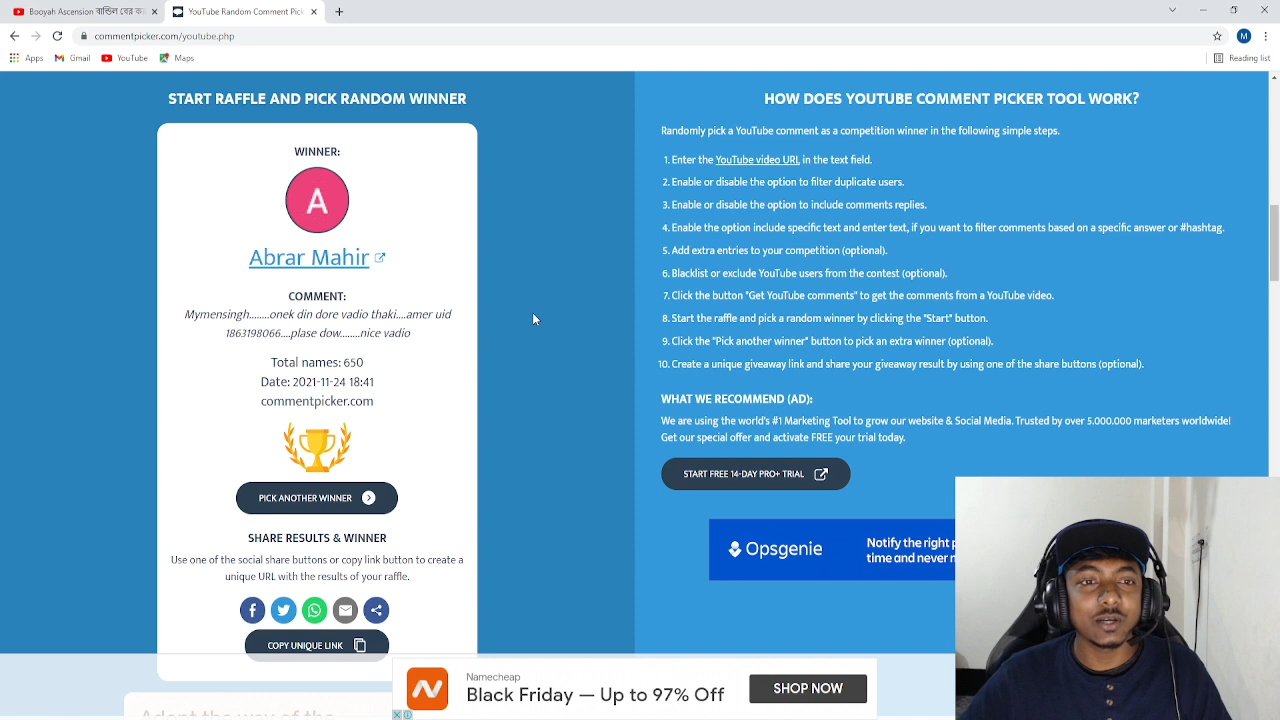 Booyah Ascension বান্ডিল বের কর
YouTube Random Comment Pick
commentpicker.com/youtube.php
M
Apps
Gmail
YouTube
Maps
Reading list
START RAFFLE AND PICK RANDOM WINNER
WINNER:
A
Abrar Mahir
COMMENT:
Mymensingh........onek din dore vadio thaki....amer uid
1863198066....plase dow........nice vadio
Total names: 650
Date: 2021-11-24 18:41
commentpicker.com
PICK ANOTHER WINNER
SHARE RESULTS & WINNER
Use one of the social share buttons or copy link button to create a
unique URL with the results of your raffle.
COPY UNIQUE LINK
HOW DOES YOUTUBE COMMENT PICKER TOOL WORK?
Randomly pick a YouTube comment as a competition winner in the following simple steps.
1. Enter the YouTube video URL in the text field.
2. Enable or disable the option to filter duplicate users.
3. Enable or disable the option to include comments replies.
4. Enable the option include specific text and enter text, if you want to filter comments based on a specific answer or #hashtag.
5. Add extra entries to your competition (optional).
6. Blacklist or exclude YouTube users from the contest (optional).
7. Click the button "Get YouTube comments" to get the comments from a YouTube video.
8. Start the raffle and pick a random winner by clicking the "Start" button.
9. Click the "Pick another winner" button to pick an extra winner (optional).
10. Create a unique giveaway link and share your giveaway result by using one of the share buttons (optional).
WHAT WE RECOMMEND (AD):
We are using the world's #1 Marketing Tool to grow our website & Social Media. Trusted by over 5.000.000 marketers worldwide!
Get our special offer and activate FREE your trial today.
START FREE 14-DAY PRO+ TRIAL
Opsgenie
Notify the right
time and never
Namecheap
Black Friday — Up to 97% Off
SHOP NOW